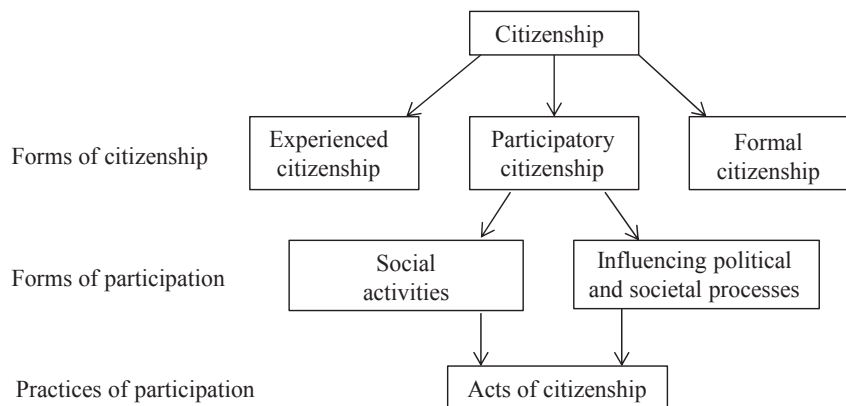 Citizenship
Forms of citizenship
Experienced
citizenship
Participatory
citizenship
Formal
citizenship
Forms of participation
Social
activities
Influencing political
and societal processes
Practices of participation
Acts of citizenship